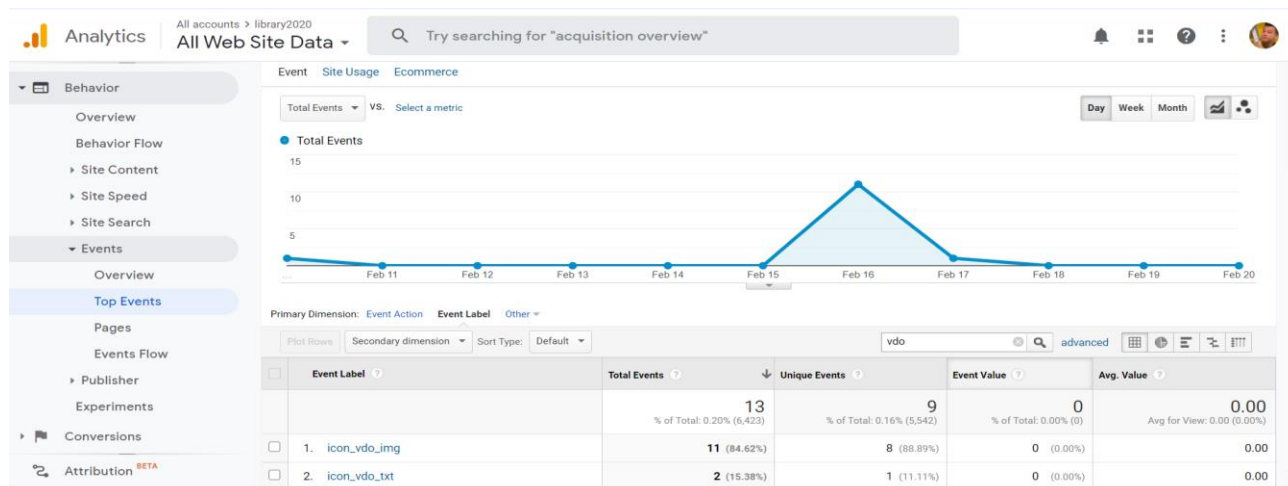 All accounts > library2020
Analytics
All Web Site Data
Try searching for "acquisition overview"
Behavior
Overview
Behavior Flow
Site Content
Site Speed
Site Search
Events
Overview
Top Events
Pages
Events Flow
Publisher
Experiments
Conversions
Attribution BETA
Event Site Usage Ecommerce
Total Events VS. Select a metric
Day Week Month
Total Events
15
10
5
... Feb 11 Feb 12 Feb 13 Feb 14 Feb 15 Feb 16 Feb 17 Feb 18 Feb 19 Feb 20
Primary Dimension: Event Action Event Label Other
Plot Rows Secondary dimension Sort Type: Default vdo advanced
Event Label ? Total Events ? Unique Events ? Event Value ? Avg. Value ?
13 9 0 0.00
% of Total: 0.20% (6,423) % of Total: 0.16% (5,542) % of Total: 0.00% (0) Avg for View: 0.00 (0.00%)
1. icon_vdo_img 11 (84.62%) 8 (88.89%) 0 (0.00%) 0.00
2. icon_vdo_txt 2 (15.38%) 1 (11.11%) 0 (0.00%) 0.00